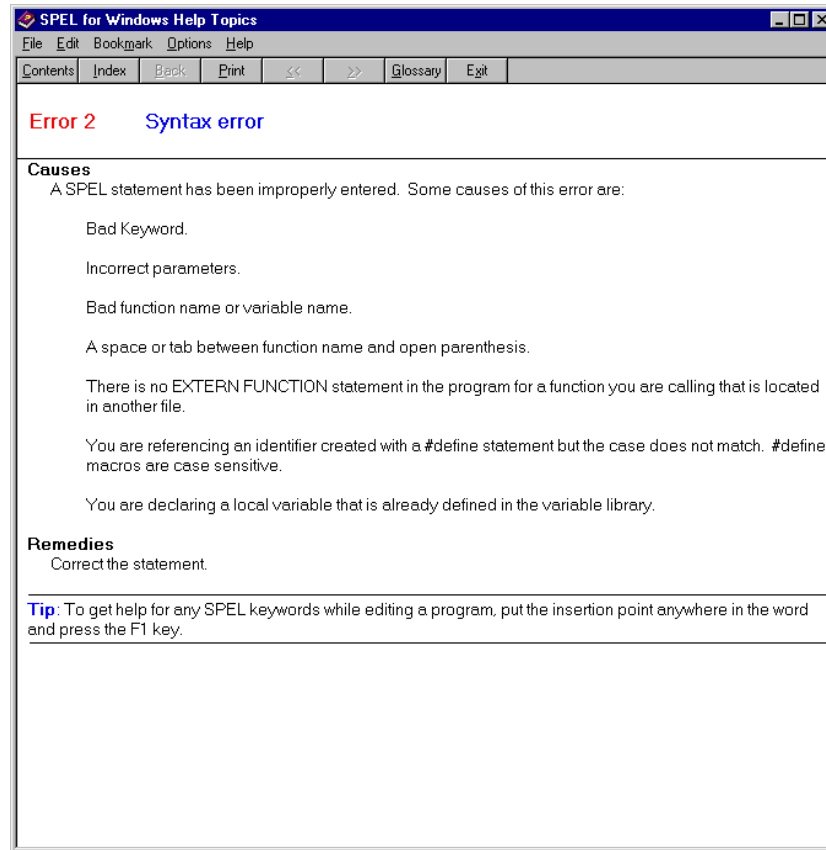 SPEL for Windows Help Topics
File Edit Bookmark Options Help
Contents Index Back Print << >> Glossary Exit
Error 2 Syntax error
Causes
A SPEL statement has been improperly entered. Some causes of this error are:
Bad Keyword.
Incorrect parameters.
Bad function name or variable name.
A space or tab between function name and open parenthesis.
There is no EXTERN FUNCTION statement in the program for a function you are calling that is located
in another file.
You are referencing an identifier created with a #define statement but the case does not match. #define
macros are case sensitive.
You are declaring a local variable that is already defined in the variable library.
Remedies
Correct the statement.
Tip: To get help for any SPEL keywords while editing a program, put the insertion point anywhere in the word
and press the F1 key.